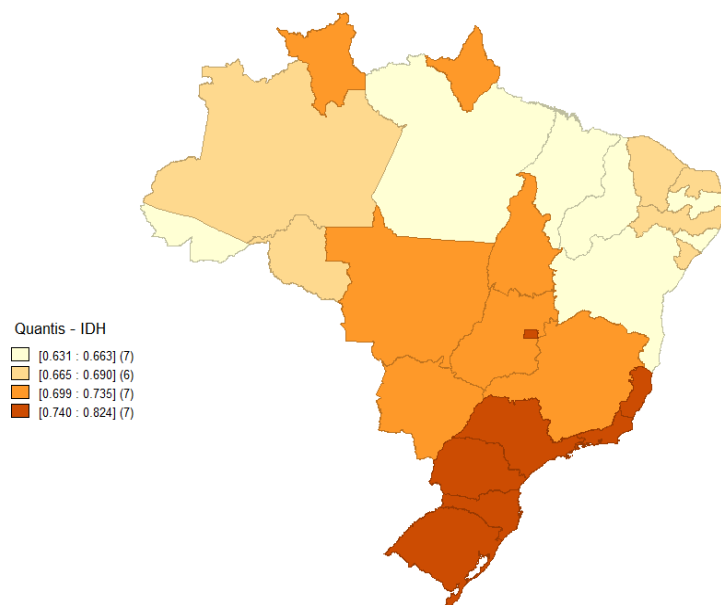 Quantis - IDH
[0.631 : 0.663] (7)
[0.665 : 0.690] (6)
[0.699 : 0.735] (7)
[0.740 : 0.824] (7)